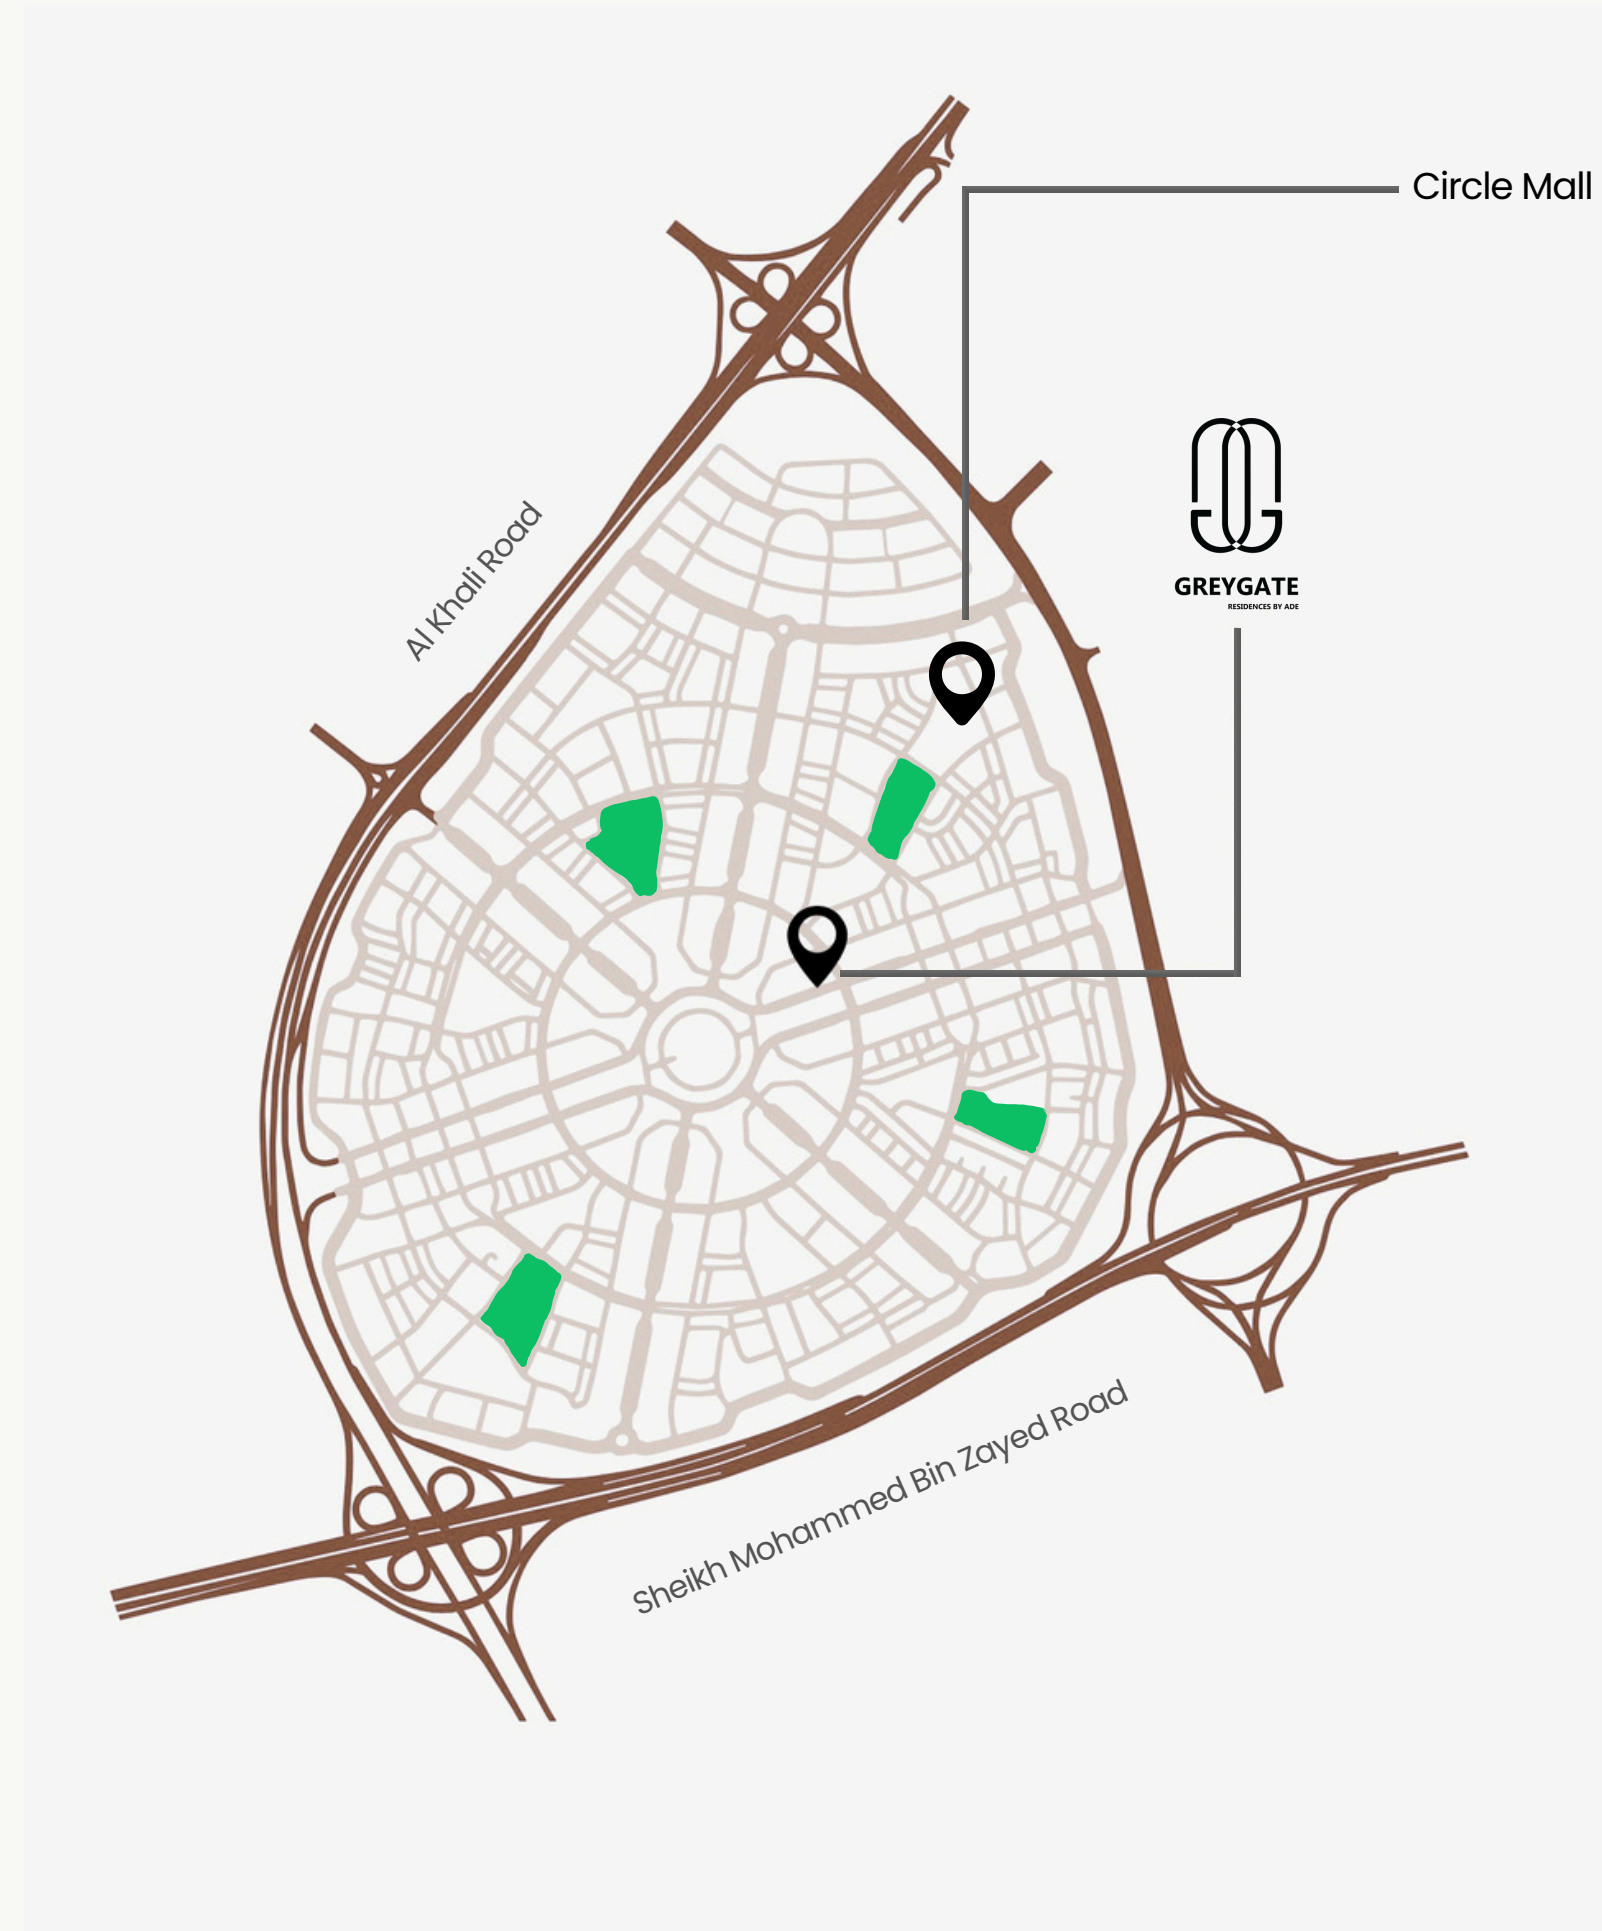 Circle Mall
GREYGATE
RESIDENCES BY ADE
Al Khali Road
Sheikh Mohammed Bin Zayed Road